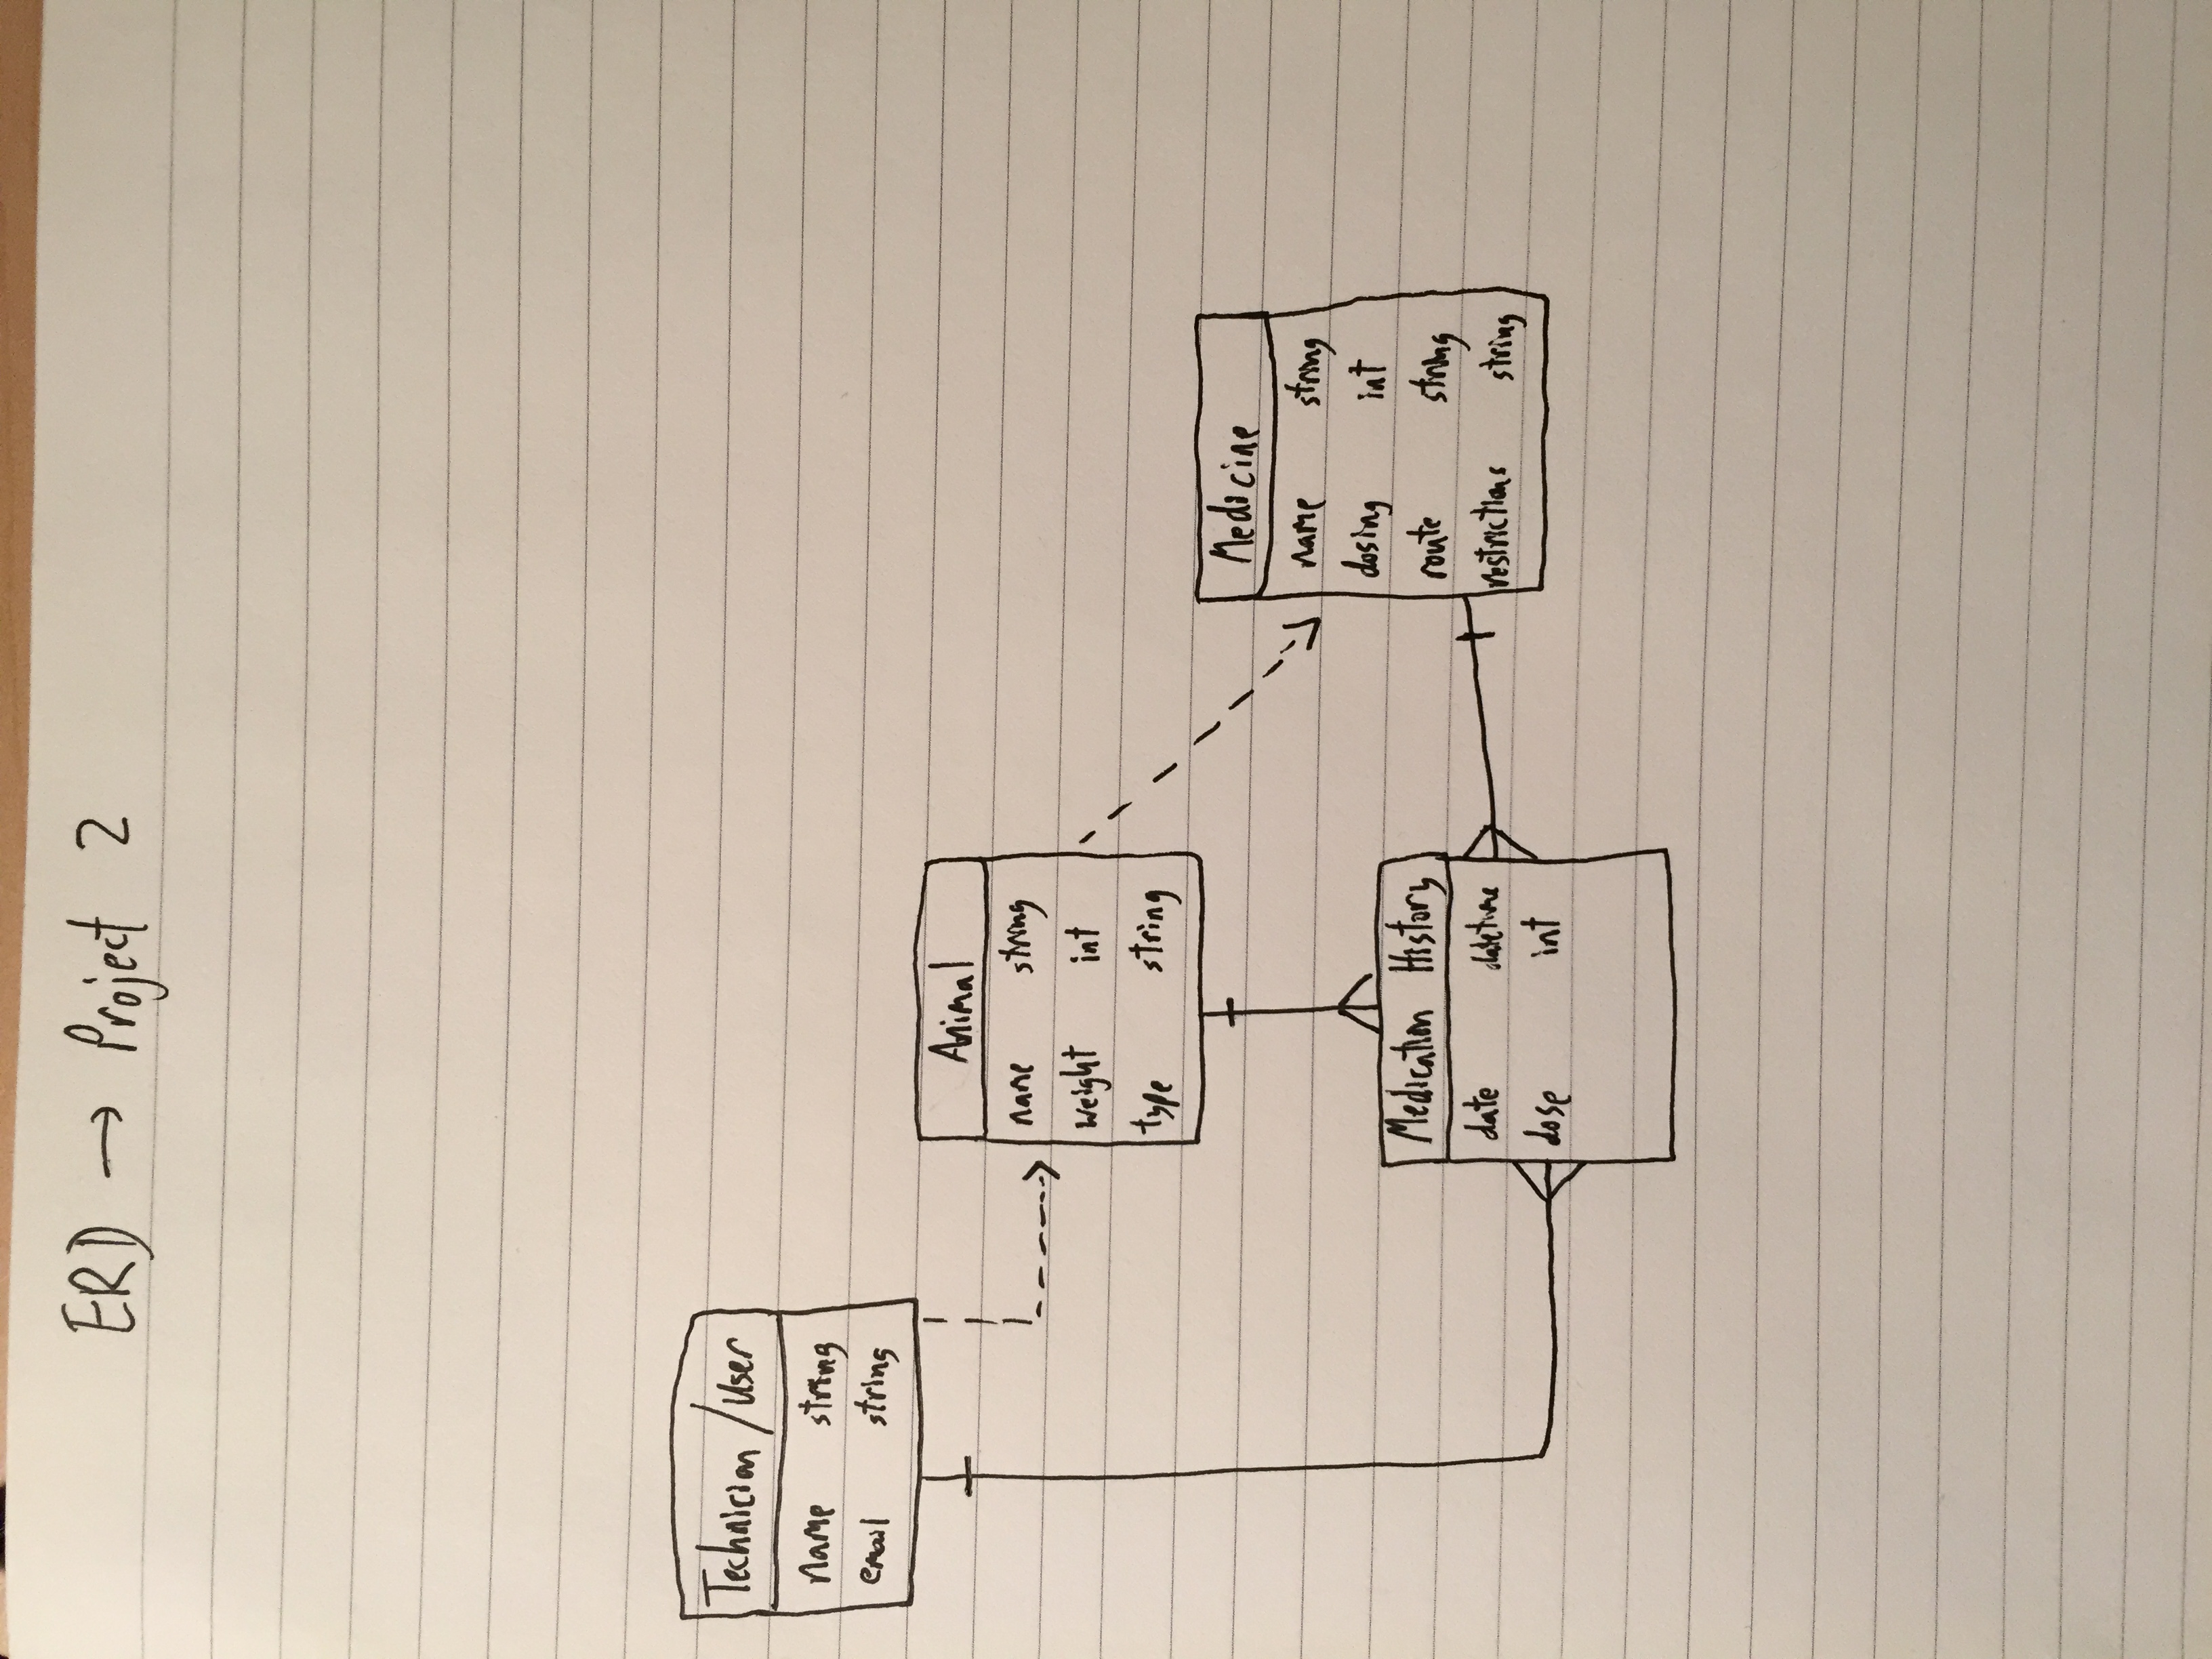 ERD → Project 2
Technician / User
name string
email string
Animal
name string
weight int
type string
Medicine
name string
dosing int
route string
restrictions string
Medication History
date datetime
dose int